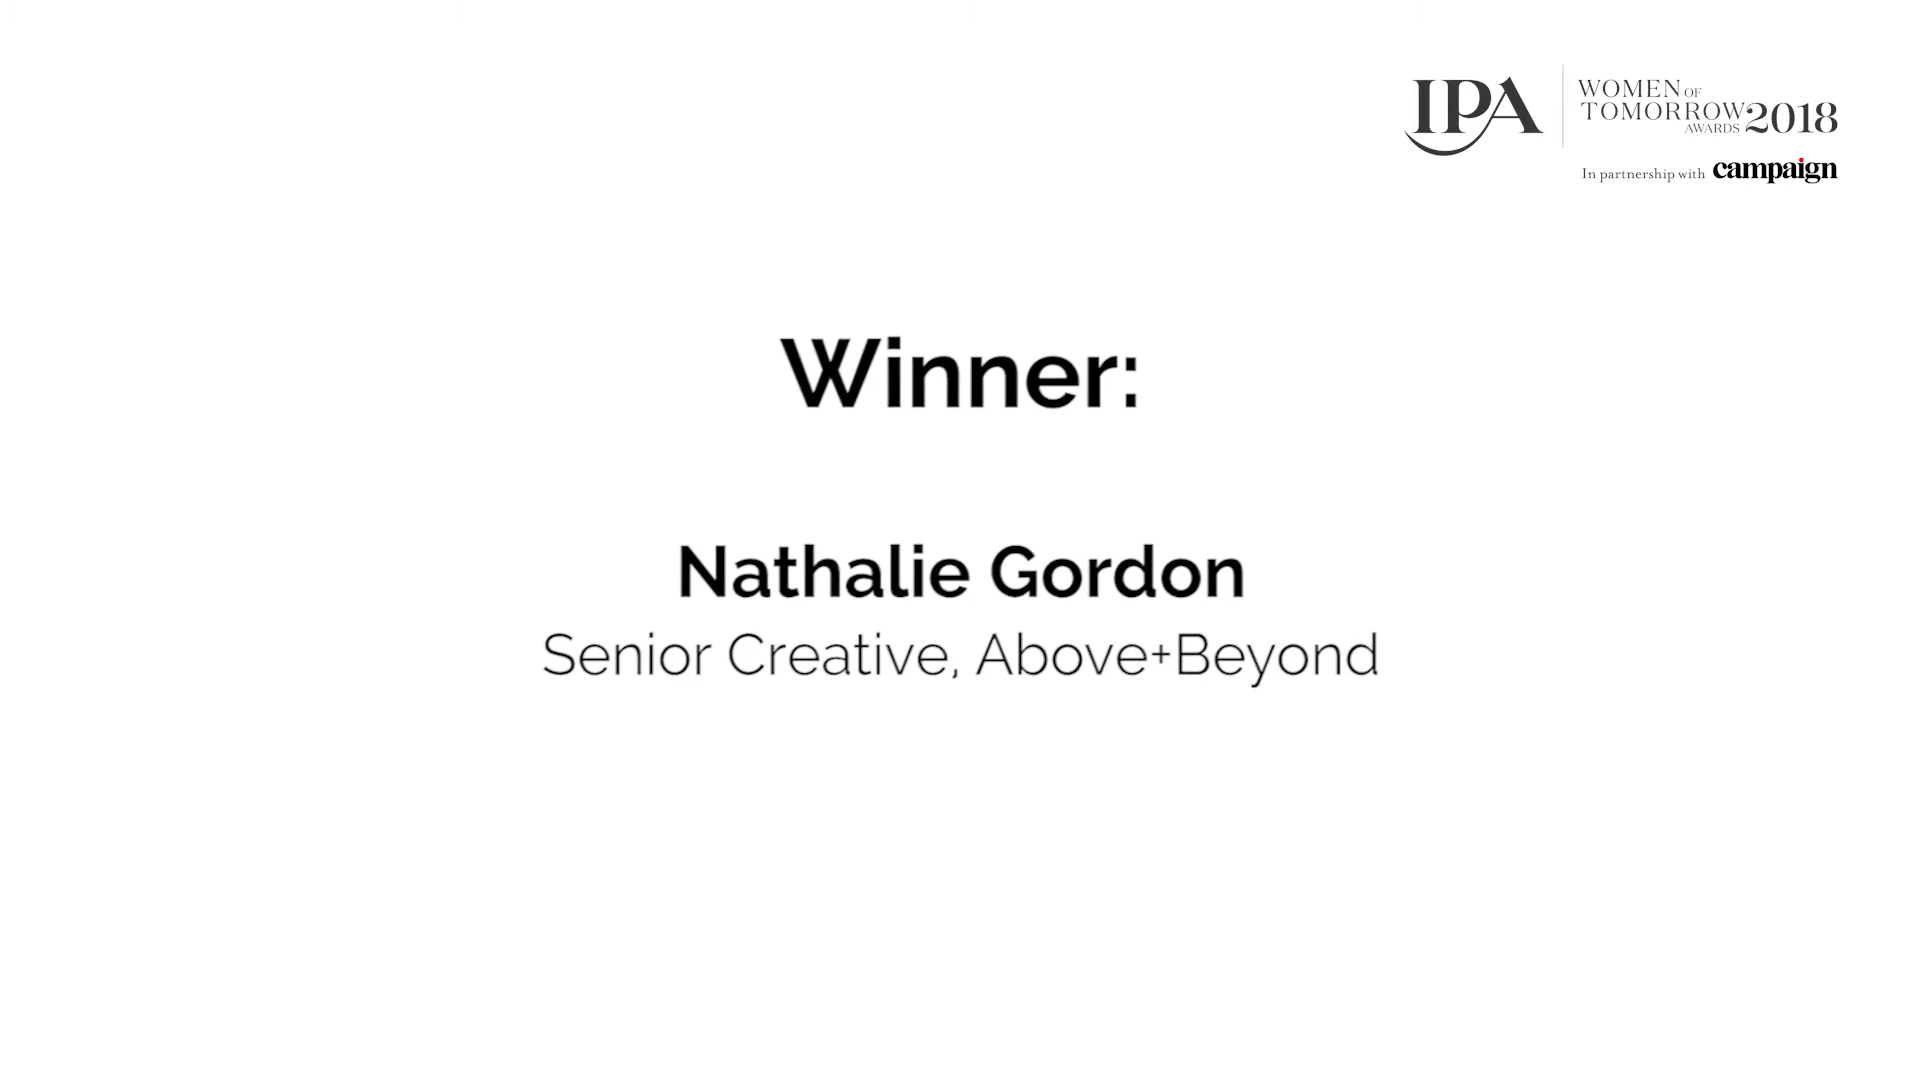 IPA
WOMEN OF
TOMORROW
AWARDS 2018
In partnership with campaign
Winner:
Nathalie Gordon
Senior Creative, Above+Beyond